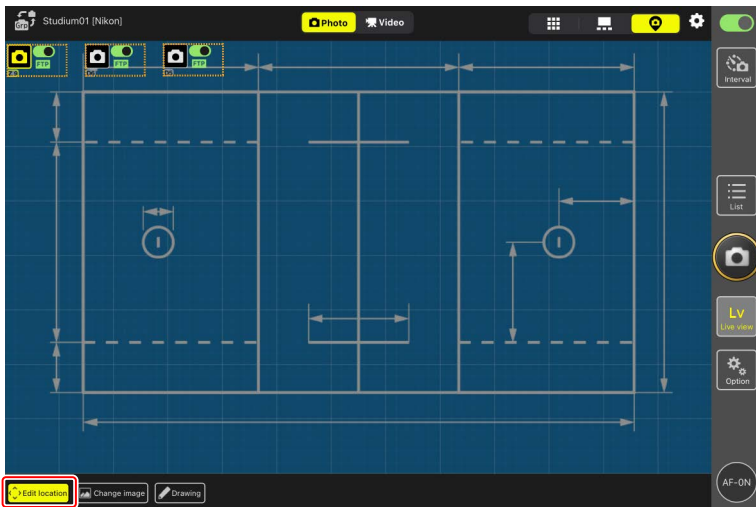 Grp
Studium01 [Nikon]
Photo
Video
FTP
FTP
FTP
Interval
List
Lv
Live view
Option
AF-ON
Edit location
Change image
Drawing